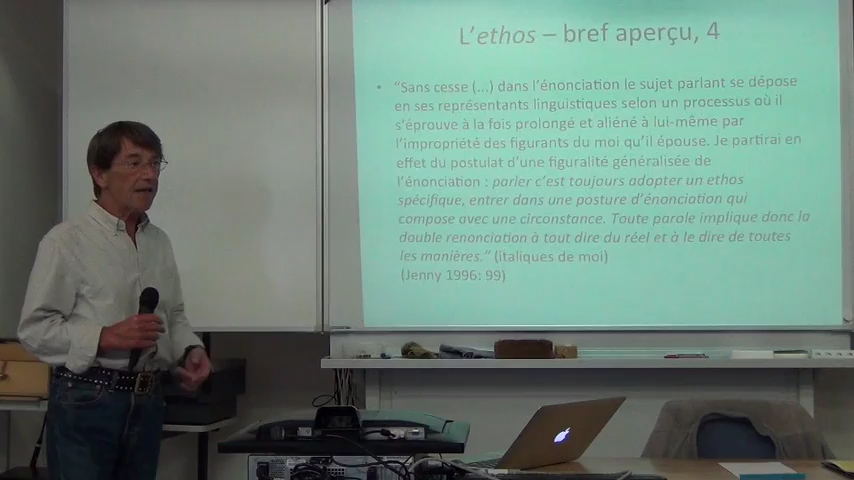 L'ethos – bref aperçu, 4
• "Sans cesse (...) dans l'énonciation le sujet parlant se dépose
en ses représentants linguistiques selon un processus où il
s'éprouve à la fois prolongé et aliéné à lui-même par
l'impropriété des figurants du moi qu'il épouse. Je partirai en
effet du postulat d'une figuralité généralisée de
l'énonciation : parler c'est toujours adopter un ethos
spécifique, entrer dans une posture d'énonciation qui
compose avec une circonstance. Toute parole implique donc la
double renonciation à tout dire du réel et à le dire de toutes
les manières." (italiques de moi)
(Jenny 1996: 99)